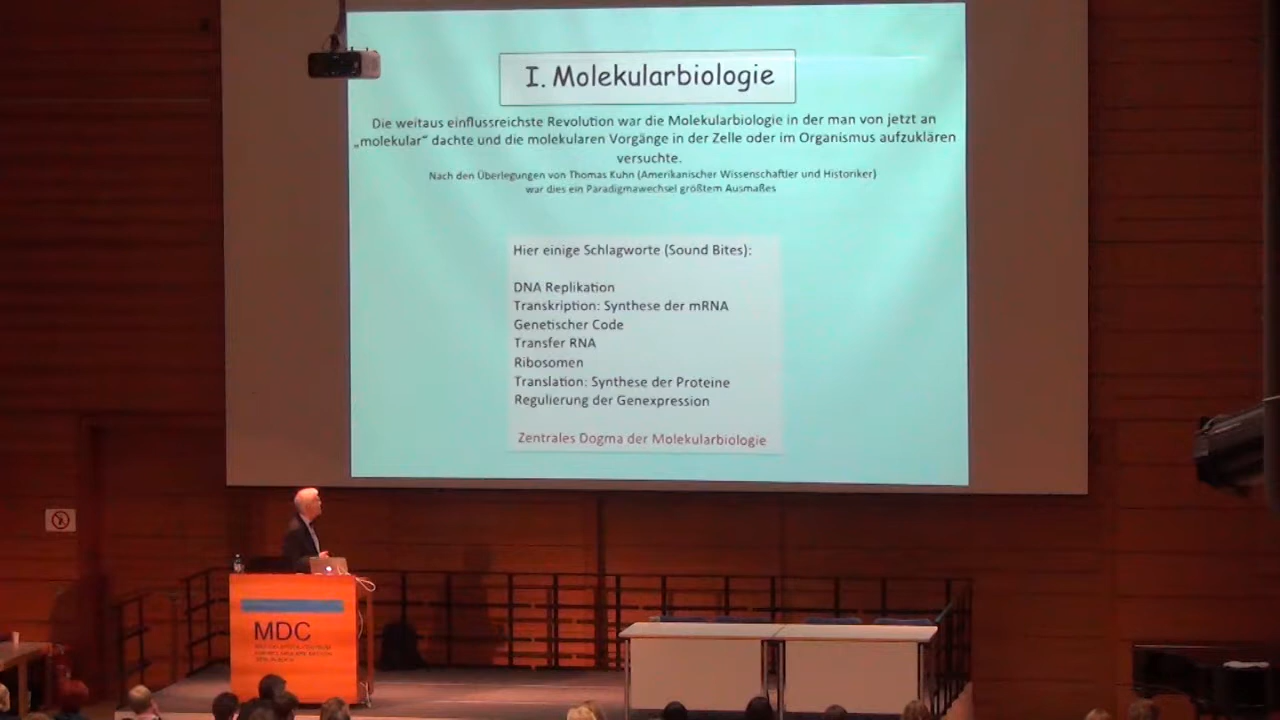 I. Molekularbiologie
Die weitaus einflussreichste Revolution war die Molekularbiologie in der man von jetzt an
„molekular“ dachte und die molekularen Vorgänge in der Zelle oder im Organismus aufzuklären
versuchte.
Nach den Überlegungen von Thomas Kuhn (Amerikanischer Wissenschaftler und Historiker)
war dies ein Paradigmawechsel größtem Ausmaßes
Hier einige Schlagworte (Sound Bites):
DNA Replikation
Transkription: Synthese der mRNA
Genetischer Code
Transfer RNA
Ribosomen
Translation: Synthese der Proteine
Regulierung der Genexpression
Zentrales Dogma der Molekularbiologie
MDC